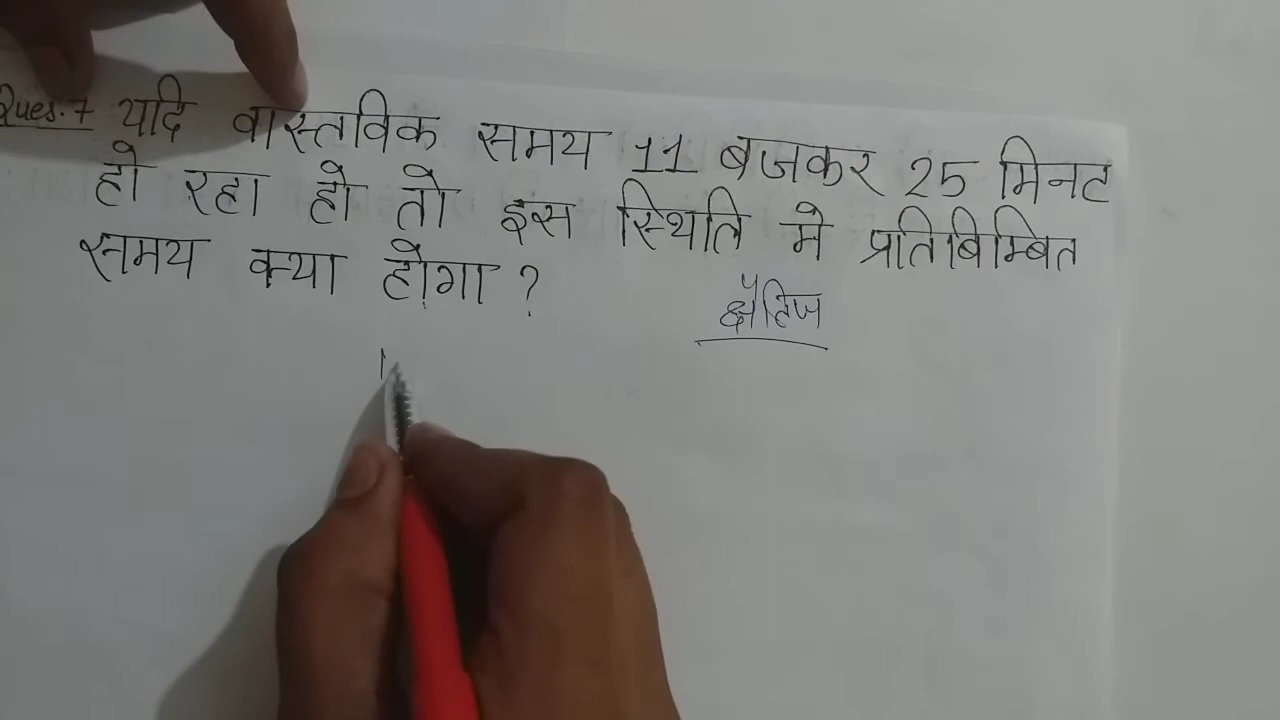 Ques. 7 यदि वास्तविक समय 11 बजकर 25 मिनट
हो रहा हो तो इस स्थिति मे प्रतिबिम्बित
समय क्या होगा ?
क्षैतिज